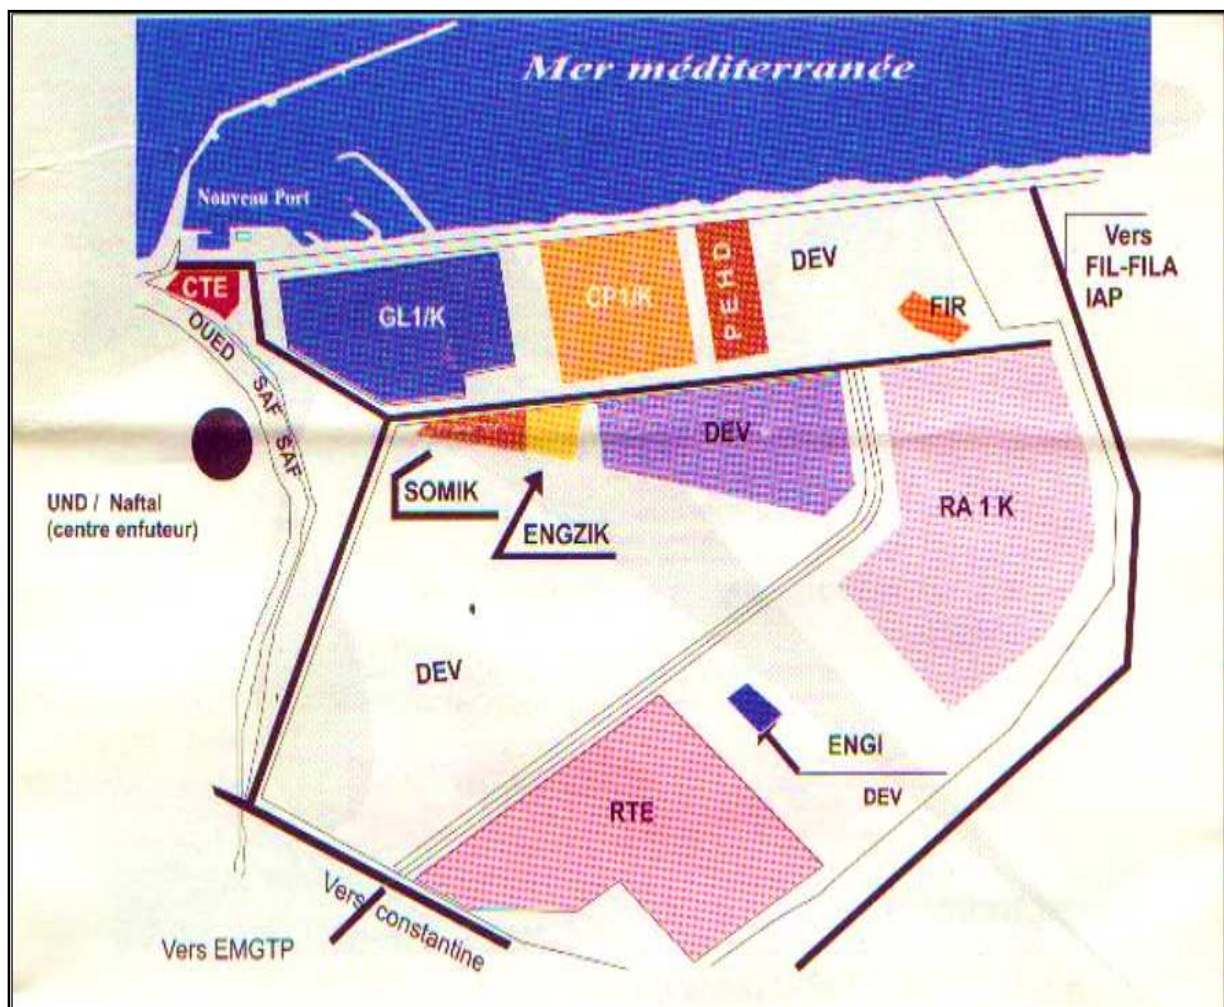 Mer méditerranée
Nouveau Port
DEV
Vers
FIL-FILA
IAP
CTE
GL1/K
CP1/K
PEHD
FIR
OUED SAF SAF
DEV
UND / Naftal
(centre enfuteur)
SOMIK
ENGZIK
RA 1 K
DEV
ENGI
DEV
RTE
Vers constantine
Vers EMGTP